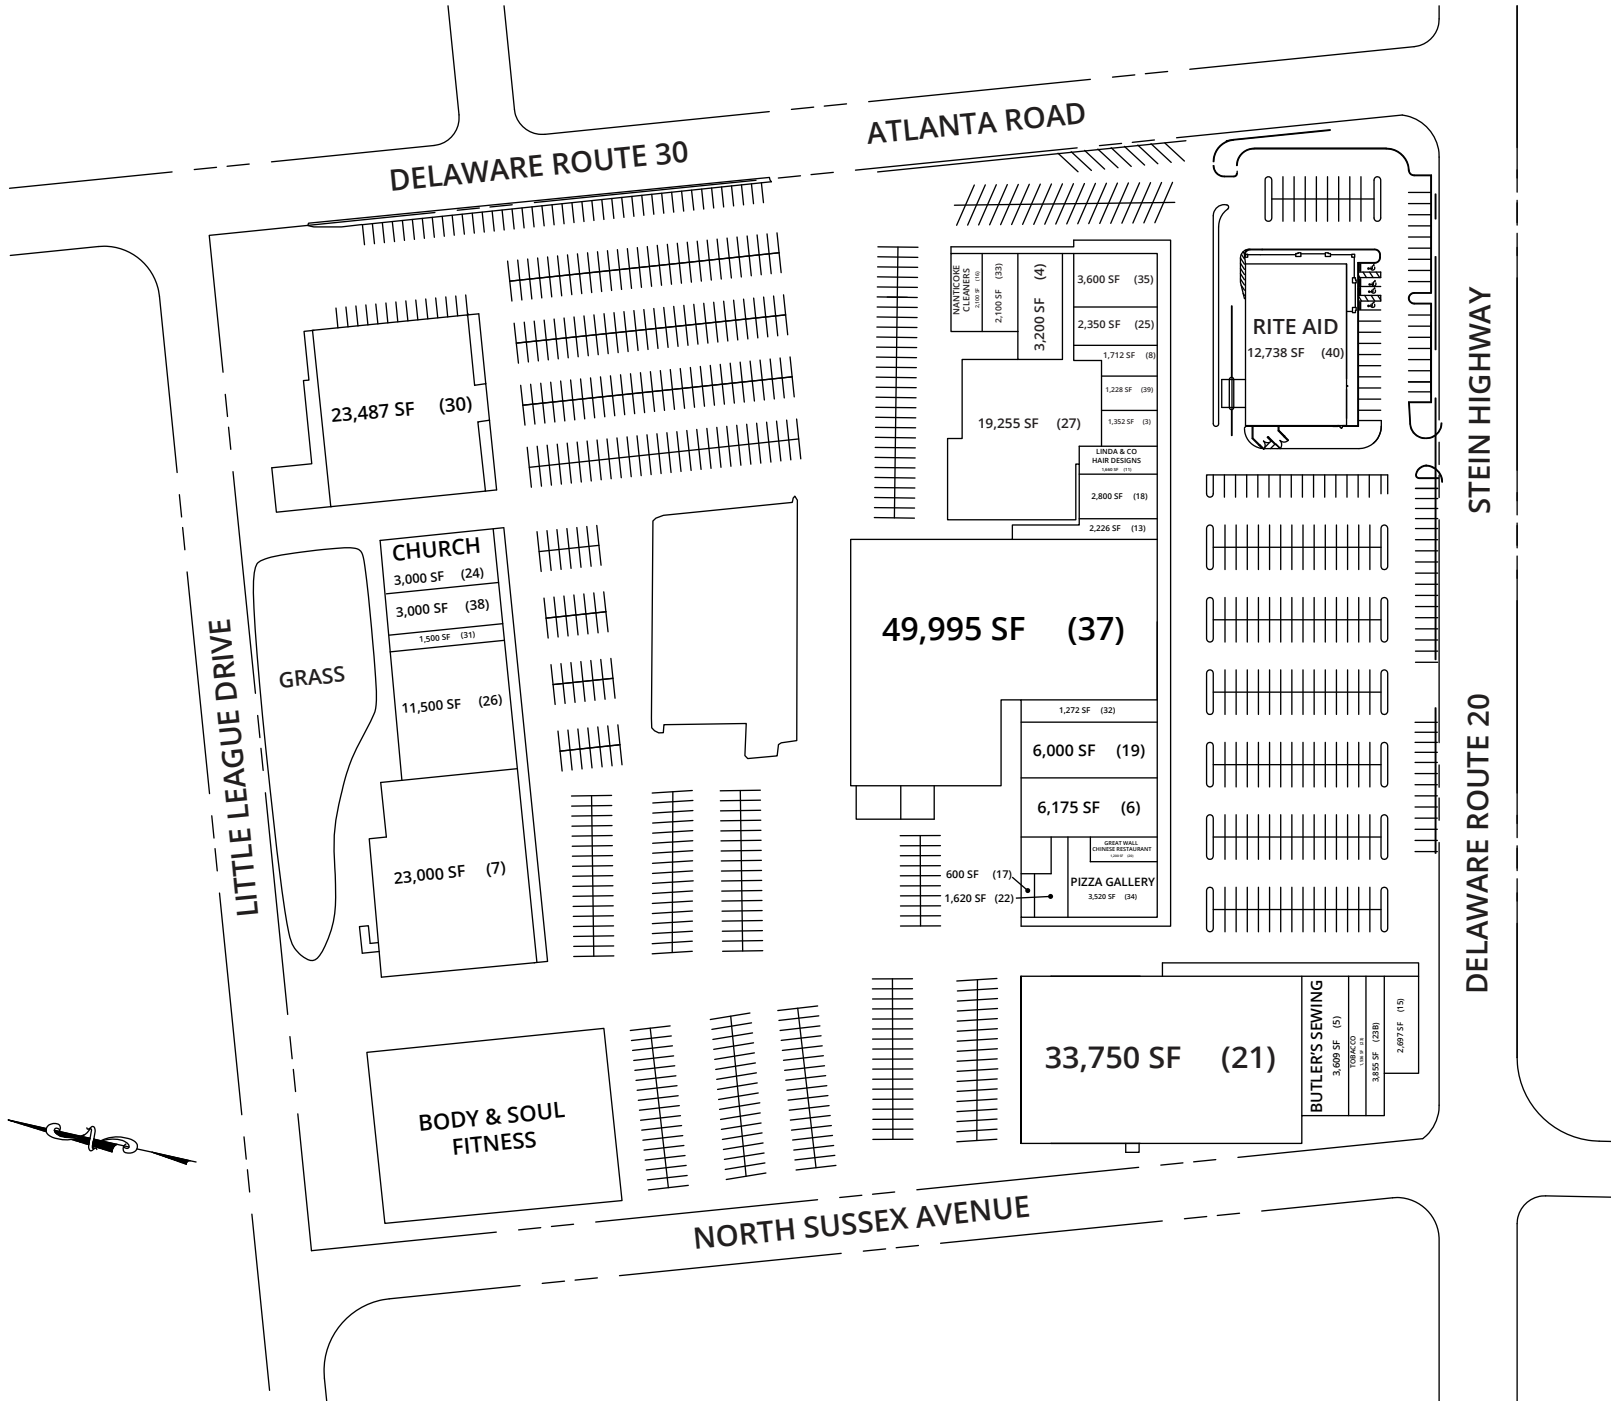 ATLANTA ROAD
DELAWARE ROUTE 30
STEIN HIGHWAY
DELAWARE ROUTE 20
LITTLE LEAGUE DRIVE
NORTH SUSSEX AVENUE
NANTICOKE
CLEANERS
2,100 SF (33)
3,200 SF (4)
3,600 SF (35)
2,350 SF (25)
1,712 SF (8)
1,228 SF (39)
1,352 SF (3)
19,255 SF (27)
LINDA & CO
HAIR DESIGNS
1,660 SF (11)
2,800 SF (18)
2,226 SF (13)
RITE AID
12,738 SF (40)
23,487 SF (30)
CHURCH
3,000 SF (24)
3,000 SF (38)
1,500 SF (31)
11,500 SF (26)
23,000 SF (7)
GRASS
49,995 SF (37)
1,272 SF (32)
6,000 SF (19)
6,175 SF (6)
GREAT WALL
CHINESE RESTAURANT
600 SF (17)
1,620 SF (22)
PIZZA GALLERY
3,520 SF (34)
33,750 SF (21)
BUTLER'S SEWING
3,609 SF (5)
TOBACCO
3,855 SF (23B)
2,697 SF (15)
BODY & SOUL
FITNESS